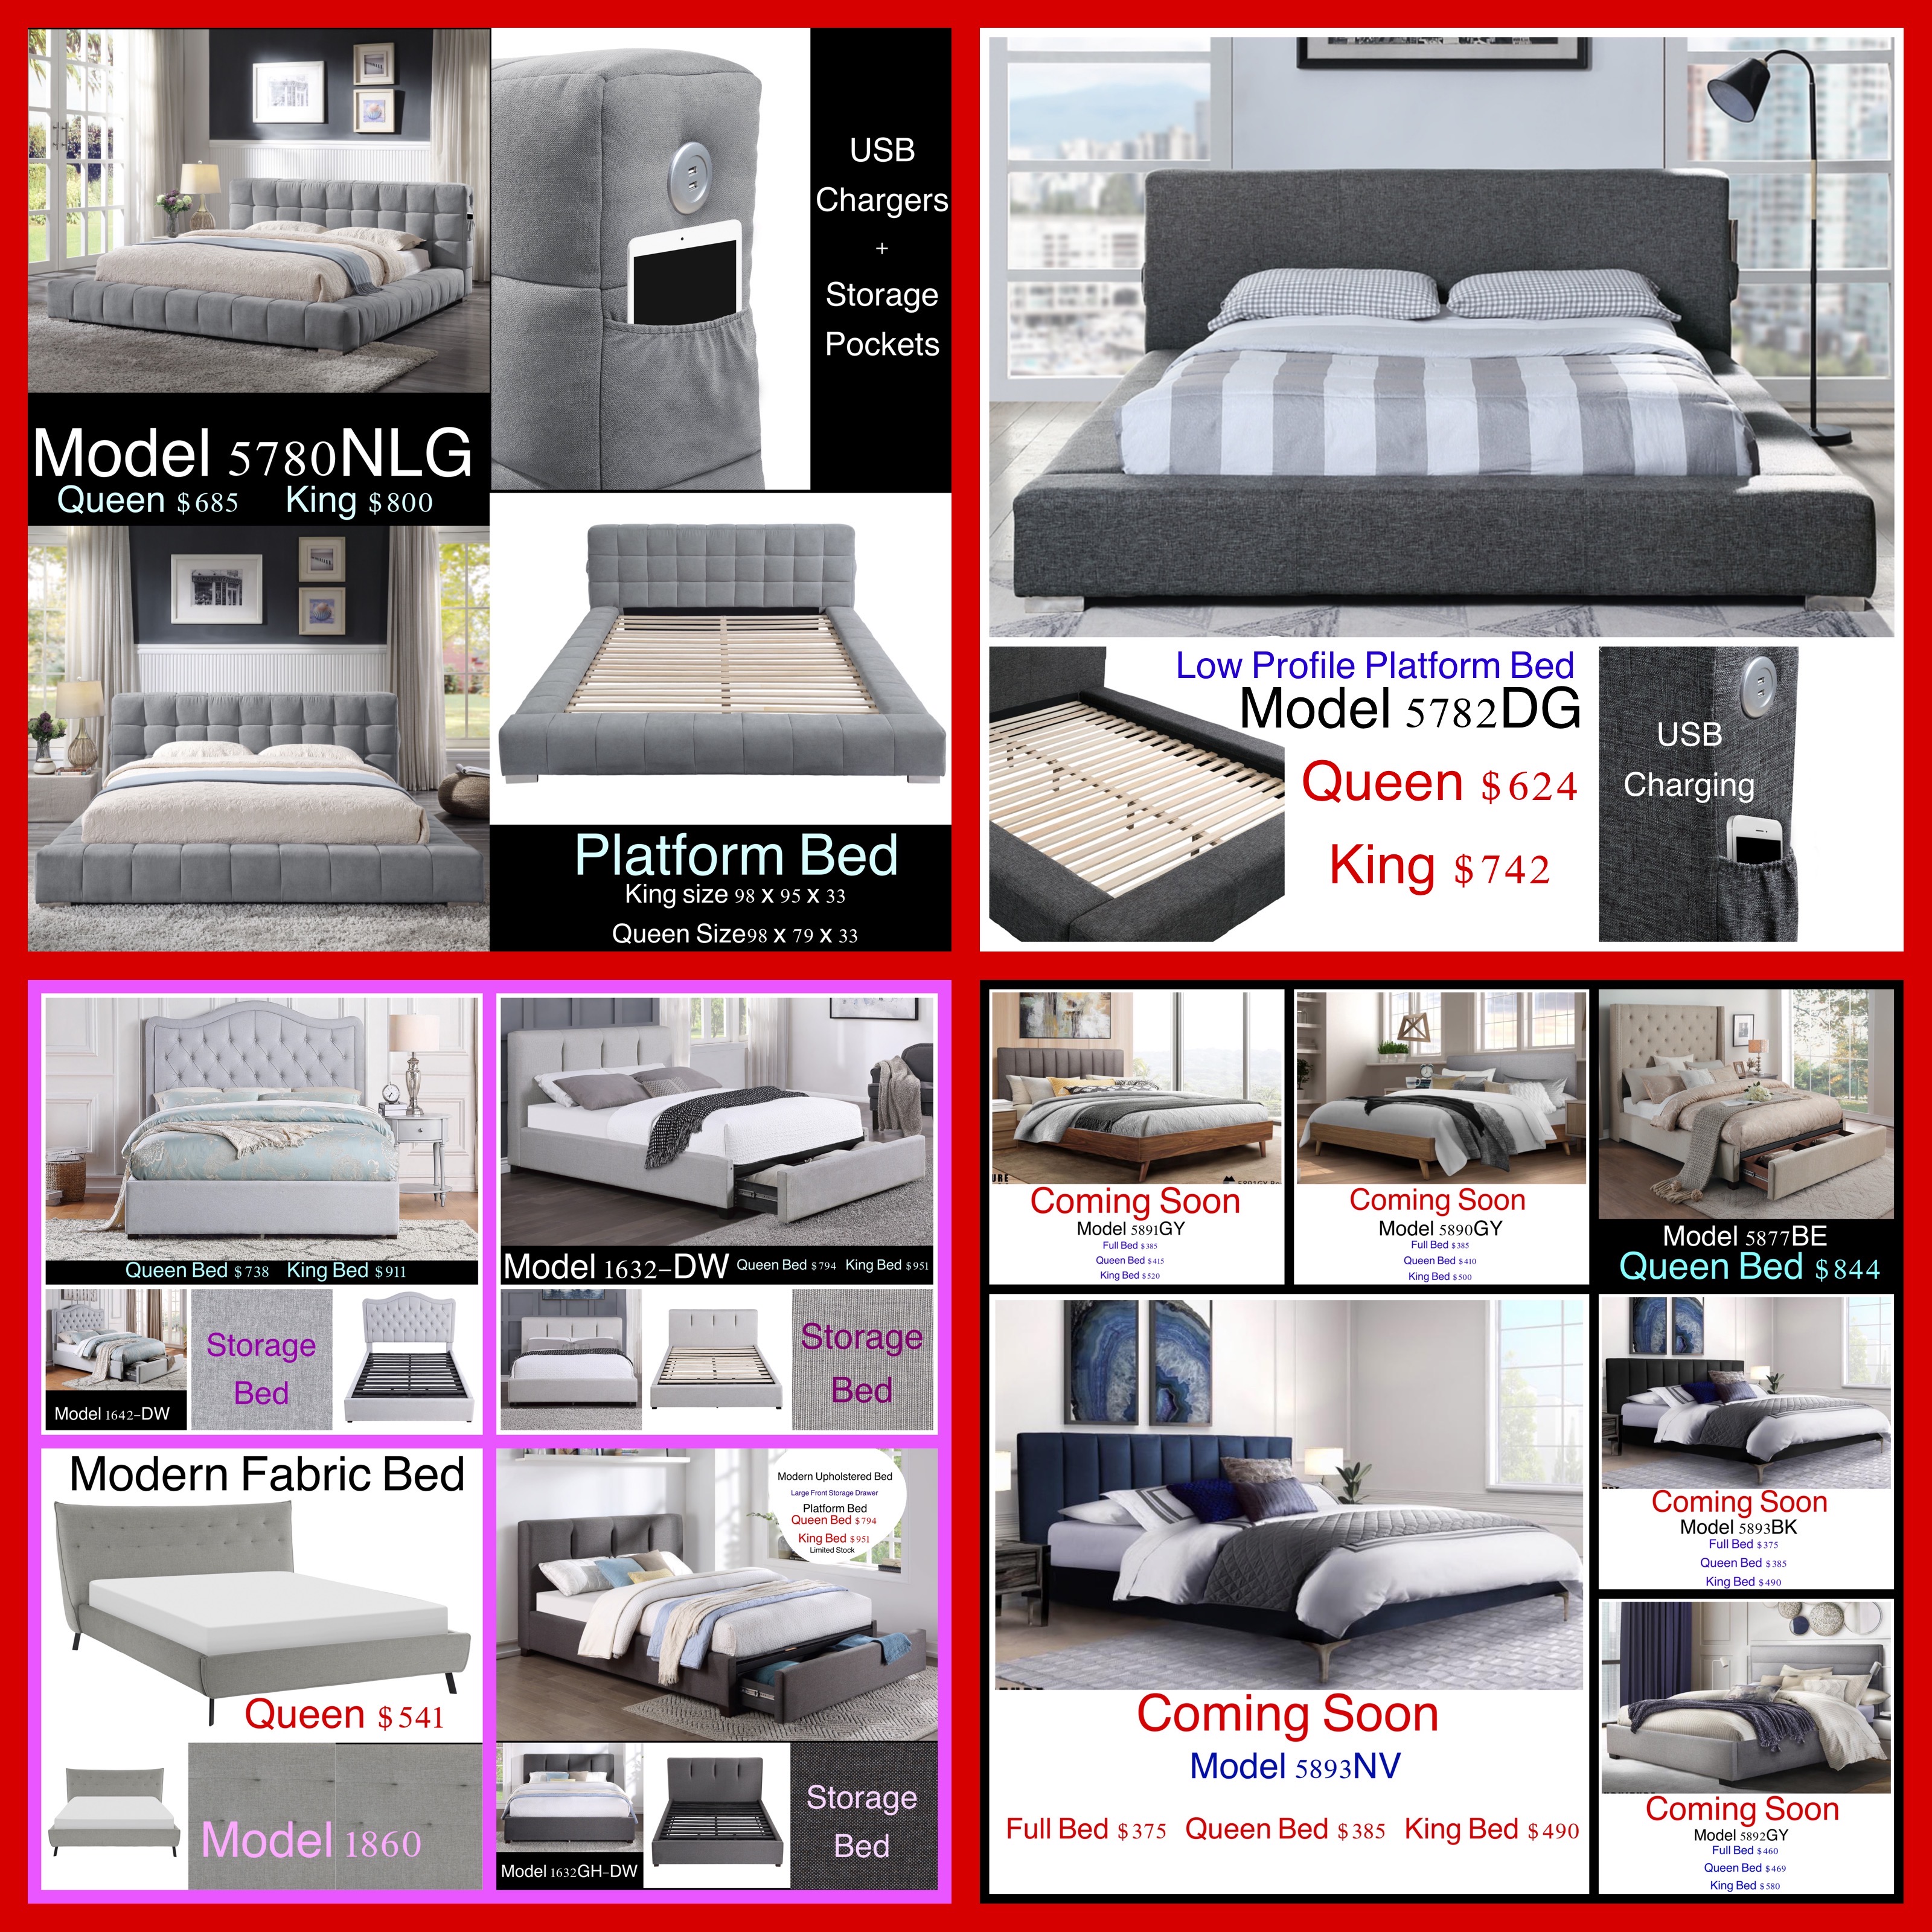 USB
Chargers
+
Storage
Pockets
Model 5780NLG
Queen $685 King $800
Platform Bed
King size 98 x 95 x 33
Queen Size98 x 79 x 33
Low Profile Platform Bed
Model 5782DG
Queen $624
King $742
USB
Charging
Queen Bed $738 King Bed $911
Storage
Bed
Model 1642-DW
Model 1632-DW Queen Bed $794 King Bed $951
Storage
Bed
Modern Fabric Bed
Queen $541
Model 1860
Modern Upholstered Bed
Large Front Storage Drawer
Platform Bed
Queen Bed $794
King Bed $951
Limited Stock
Model 1632GH-DW
Storage
Bed
Coming Soon
Model 5891GY
Full Bed $385
Queen Bed $415
King Bed $520
Coming Soon
Model 5890GY
Full Bed $385
Queen Bed $410
King Bed $500
Model 5877BE
Queen Bed $844
Coming Soon
Model 5893NV
Full Bed $375 Queen Bed $385 King Bed $490
Coming Soon
Model 5893BK
Full Bed $375
Queen Bed $385
King Bed $490
Coming Soon
Model 5892GY
Full Bed $460
Queen Bed $469
King Bed $580